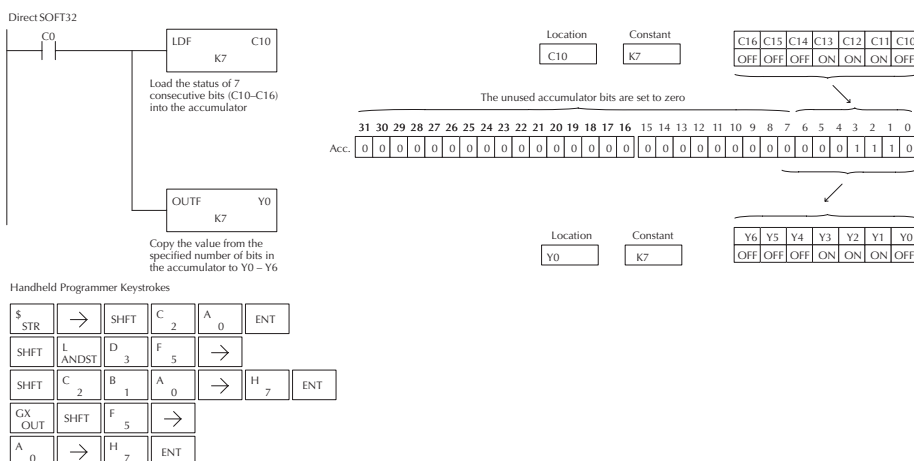 Direct SOFT32
C0
LDF C10
K7
Load the status of 7
consecutive bits (C10–C16)
into the accumulator
OUTF Y0
K7
Copy the value from the
specified number of bits in
the accumulator to Y0 – Y6
Location Constant
C10 K7
C16 C15 C14 C13 C12 C11 C10
OFF OFF OFF ON ON ON OFF
The unused accumulator bits are set to zero
31 30 29 28 27 26 25 24 23 22 21 20 19 18 17 16 15 14 13 12 11 10 9 8 7 6 5 4 3 2 1 0
Acc. 0 0 0 0 0 0 0 0 0 0 0 0 0 0 0 0 0 0 0 0 0 0 0 0 0 0 0 0 1 1 1 0
Location Constant
Y0 K7
Y6 Y5 Y4 Y3 Y2 Y1 Y0
OFF OFF OFF ON ON ON OFF
Handheld Programmer Keystrokes
$ STR → SHFT C 2 A 0 ENT
SHFT L ANDST D 3 F 5 →
SHFT C 2 B 1 A 0 → H 7 ENT
GX OUT SHFT F 5 →
A 0 → H 7 ENT